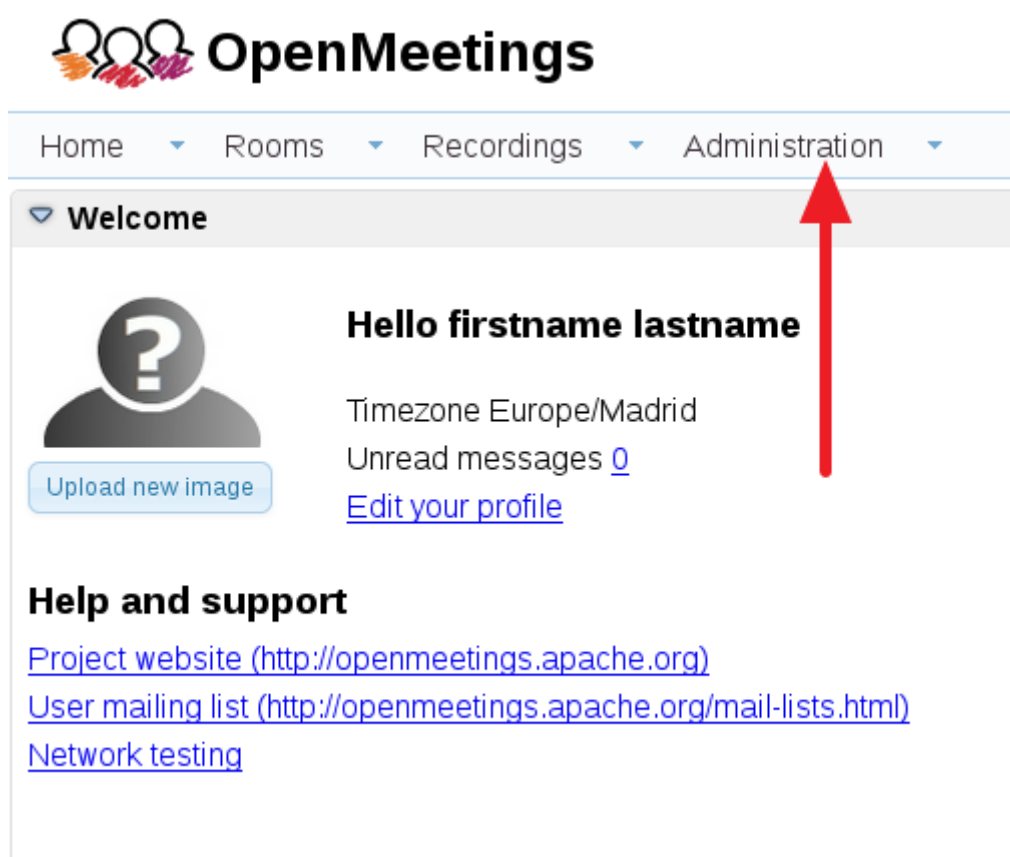 OpenMeetings
Home Rooms Recordings Administration
Welcome
?
Hello firstname lastname
Timezone Europe/Madrid
Unread messages 0
Edit your profile
Upload new image
Help and support
Project website (http://openmeetings.apache.org)
User mailing list (http://openmeetings.apache.org/mail-lists.html)
Network testing